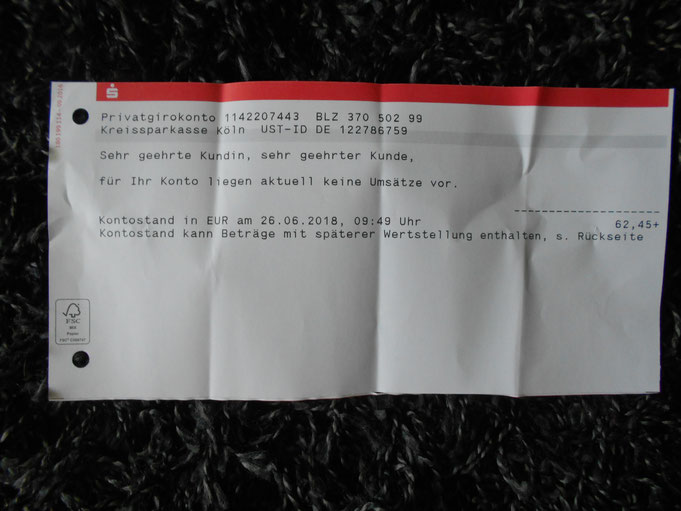 Privatgirokonto 1142207443 BLZ 370 502 99
Kreissparkasse Köln UST-ID DE 122786759
Sehr geehrte Kundin, sehr geehrter Kunde,
für Ihr Konto liegen aktuell keine Umsätze vor.
--------------------
Kontostand in EUR am 26.06.2018, 09:49 Uhr 62,45+
Kontostand kann Beträge mit späterer Wertstellung enthalten, s. Rückseite
FSC
MIX
Papier